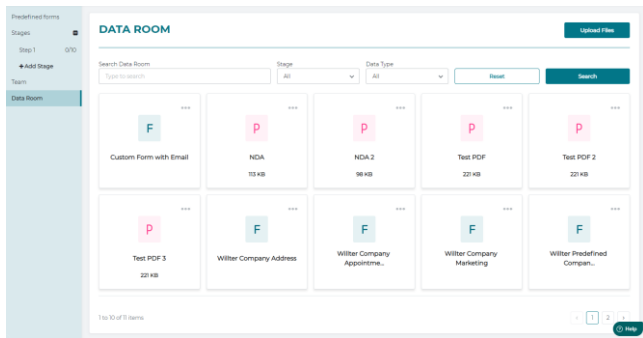 Predefined forms
Stages
Step 1 0/10
+Add Stage
Team
Data Room
DATA ROOM
Upload Files
Search Data Room
Stage
Data Type
Type to search
All
All
Reset
Search
F
P
P
P
P
Custom Form with Email
NDA
NDA 2
Test PDF
Test PDF 2
113 KB
98 KB
221 KB
221 KB
P
F
F
F
F
Test PDF 3
Willter Company Address
Willter Company
Appointme...
Willter Company
Marketing
Willter Predefined
Compan...
221 KB
1 to 10 of 11 items
1
2
Help